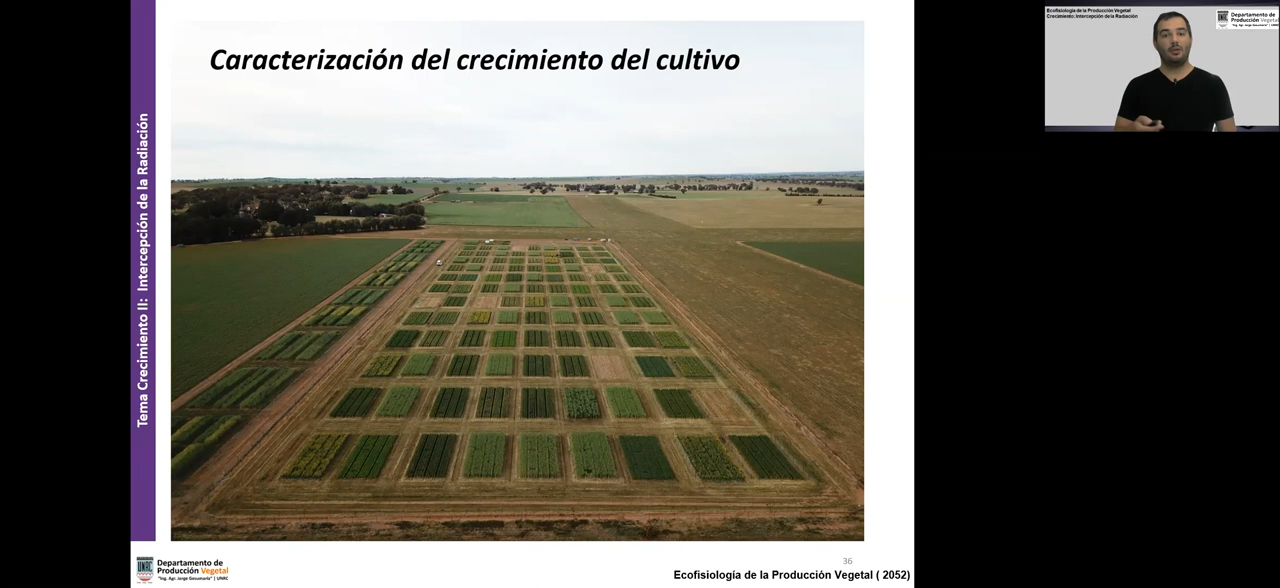 Caracterización del crecimiento del cultivo
Tema Crecimiento II: Intercepción de la Radiación
UNRC
Departamento de
Producción Vegetal
"Ing. Agr. Jorge Gesumaría" | UNRC
36
Ecofisiología de la Producción Vegetal ( 2052)
Ecofisiología de la Producción Vegetal
Crecimiento: Intercepción de la Radiación
Departamento de
Producción Vegetal